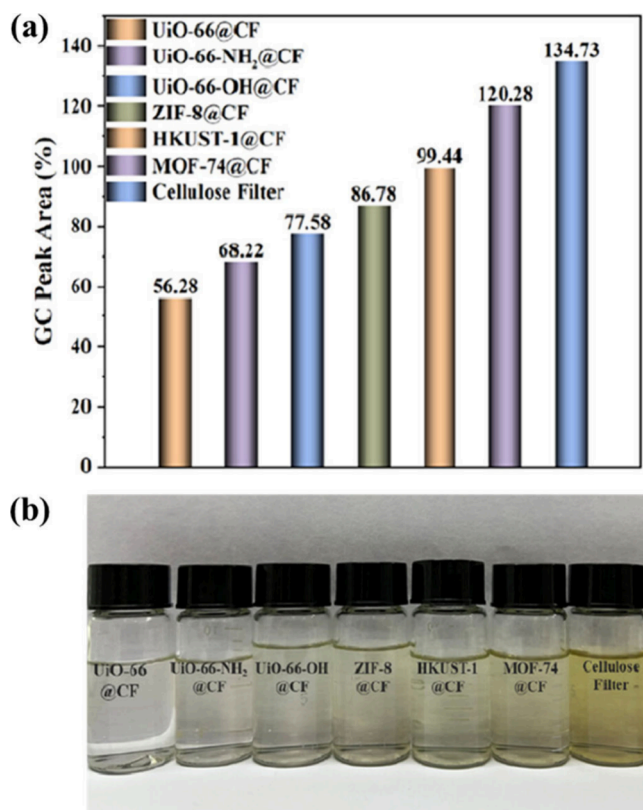 (a)
UiO-66@CF
UiO-66-NH₂@CF
UiO-66-OH@CF
ZIF-8@CF
HKUST-1@CF
MOF-74@CF
Cellulose Filter
GC Peak Area (%)
140
120
100
80
60
40
20
0
56.28
68.22
77.58
86.78
99.44
120.28
134.73
(b)
UiO-66
@CF
UiO-66-NH₂
@CF
UiO-66-OH
@CF
ZIF-8
@CF
HKUST-1
@CF
MOF-74
@CF
Cellulose
Filter